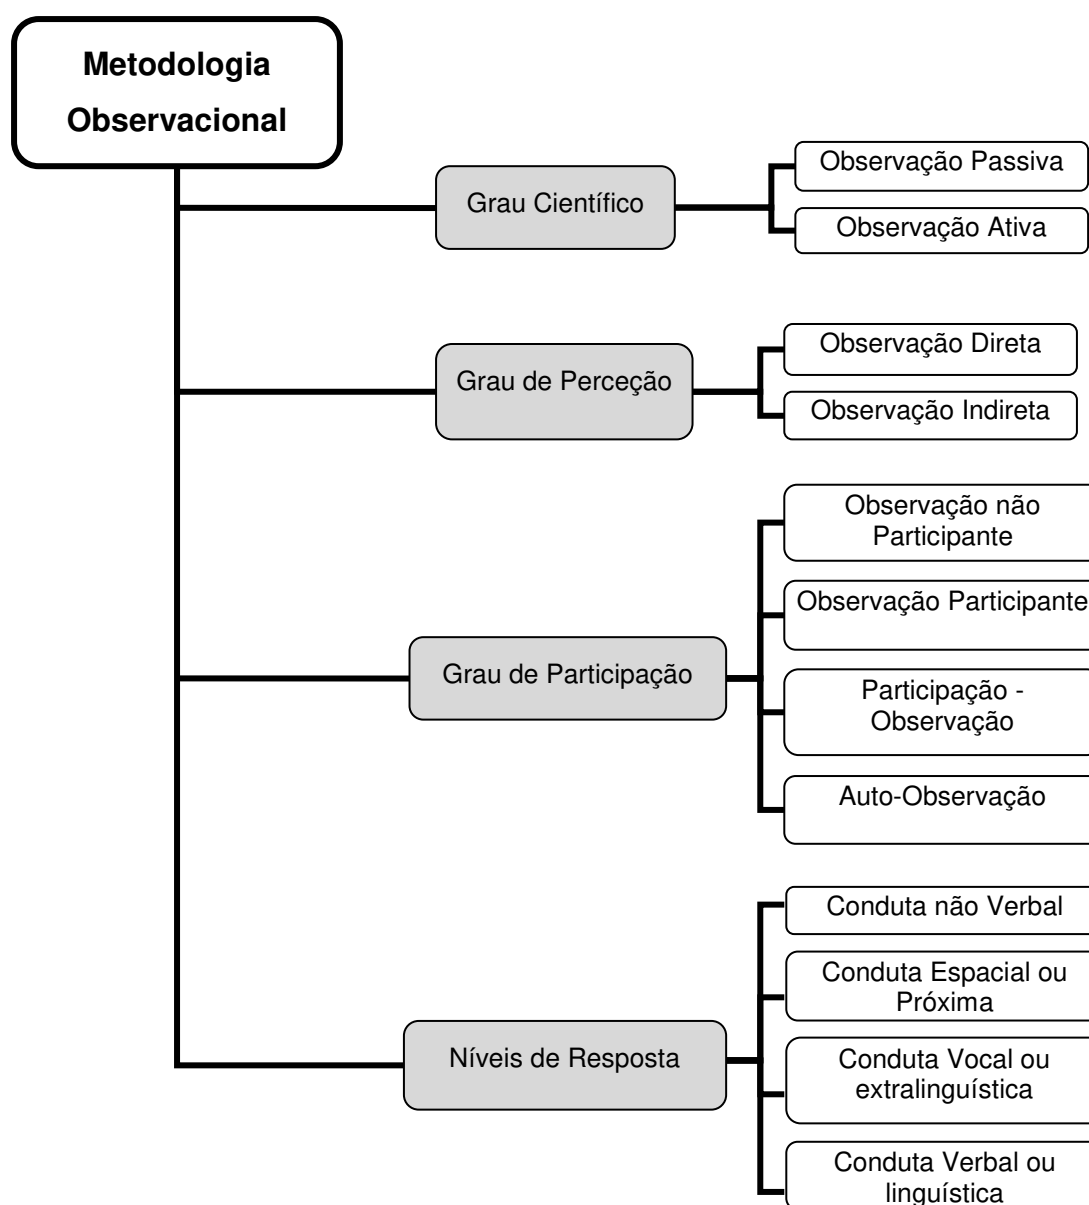 Metodologia
Observacional
Grau Científico
Observação Passiva
Observação Ativa
Grau de Perceção
Observação Direta
Observação Indireta
Grau de Participação
Observação não
Participante
Observação Participante
Participação -
Observação
Auto-Observação
Níveis de Resposta
Conduta não Verbal
Conduta Espacial ou
Próxima
Conduta Vocal ou
extralinguística
Conduta Verbal ou
linguística